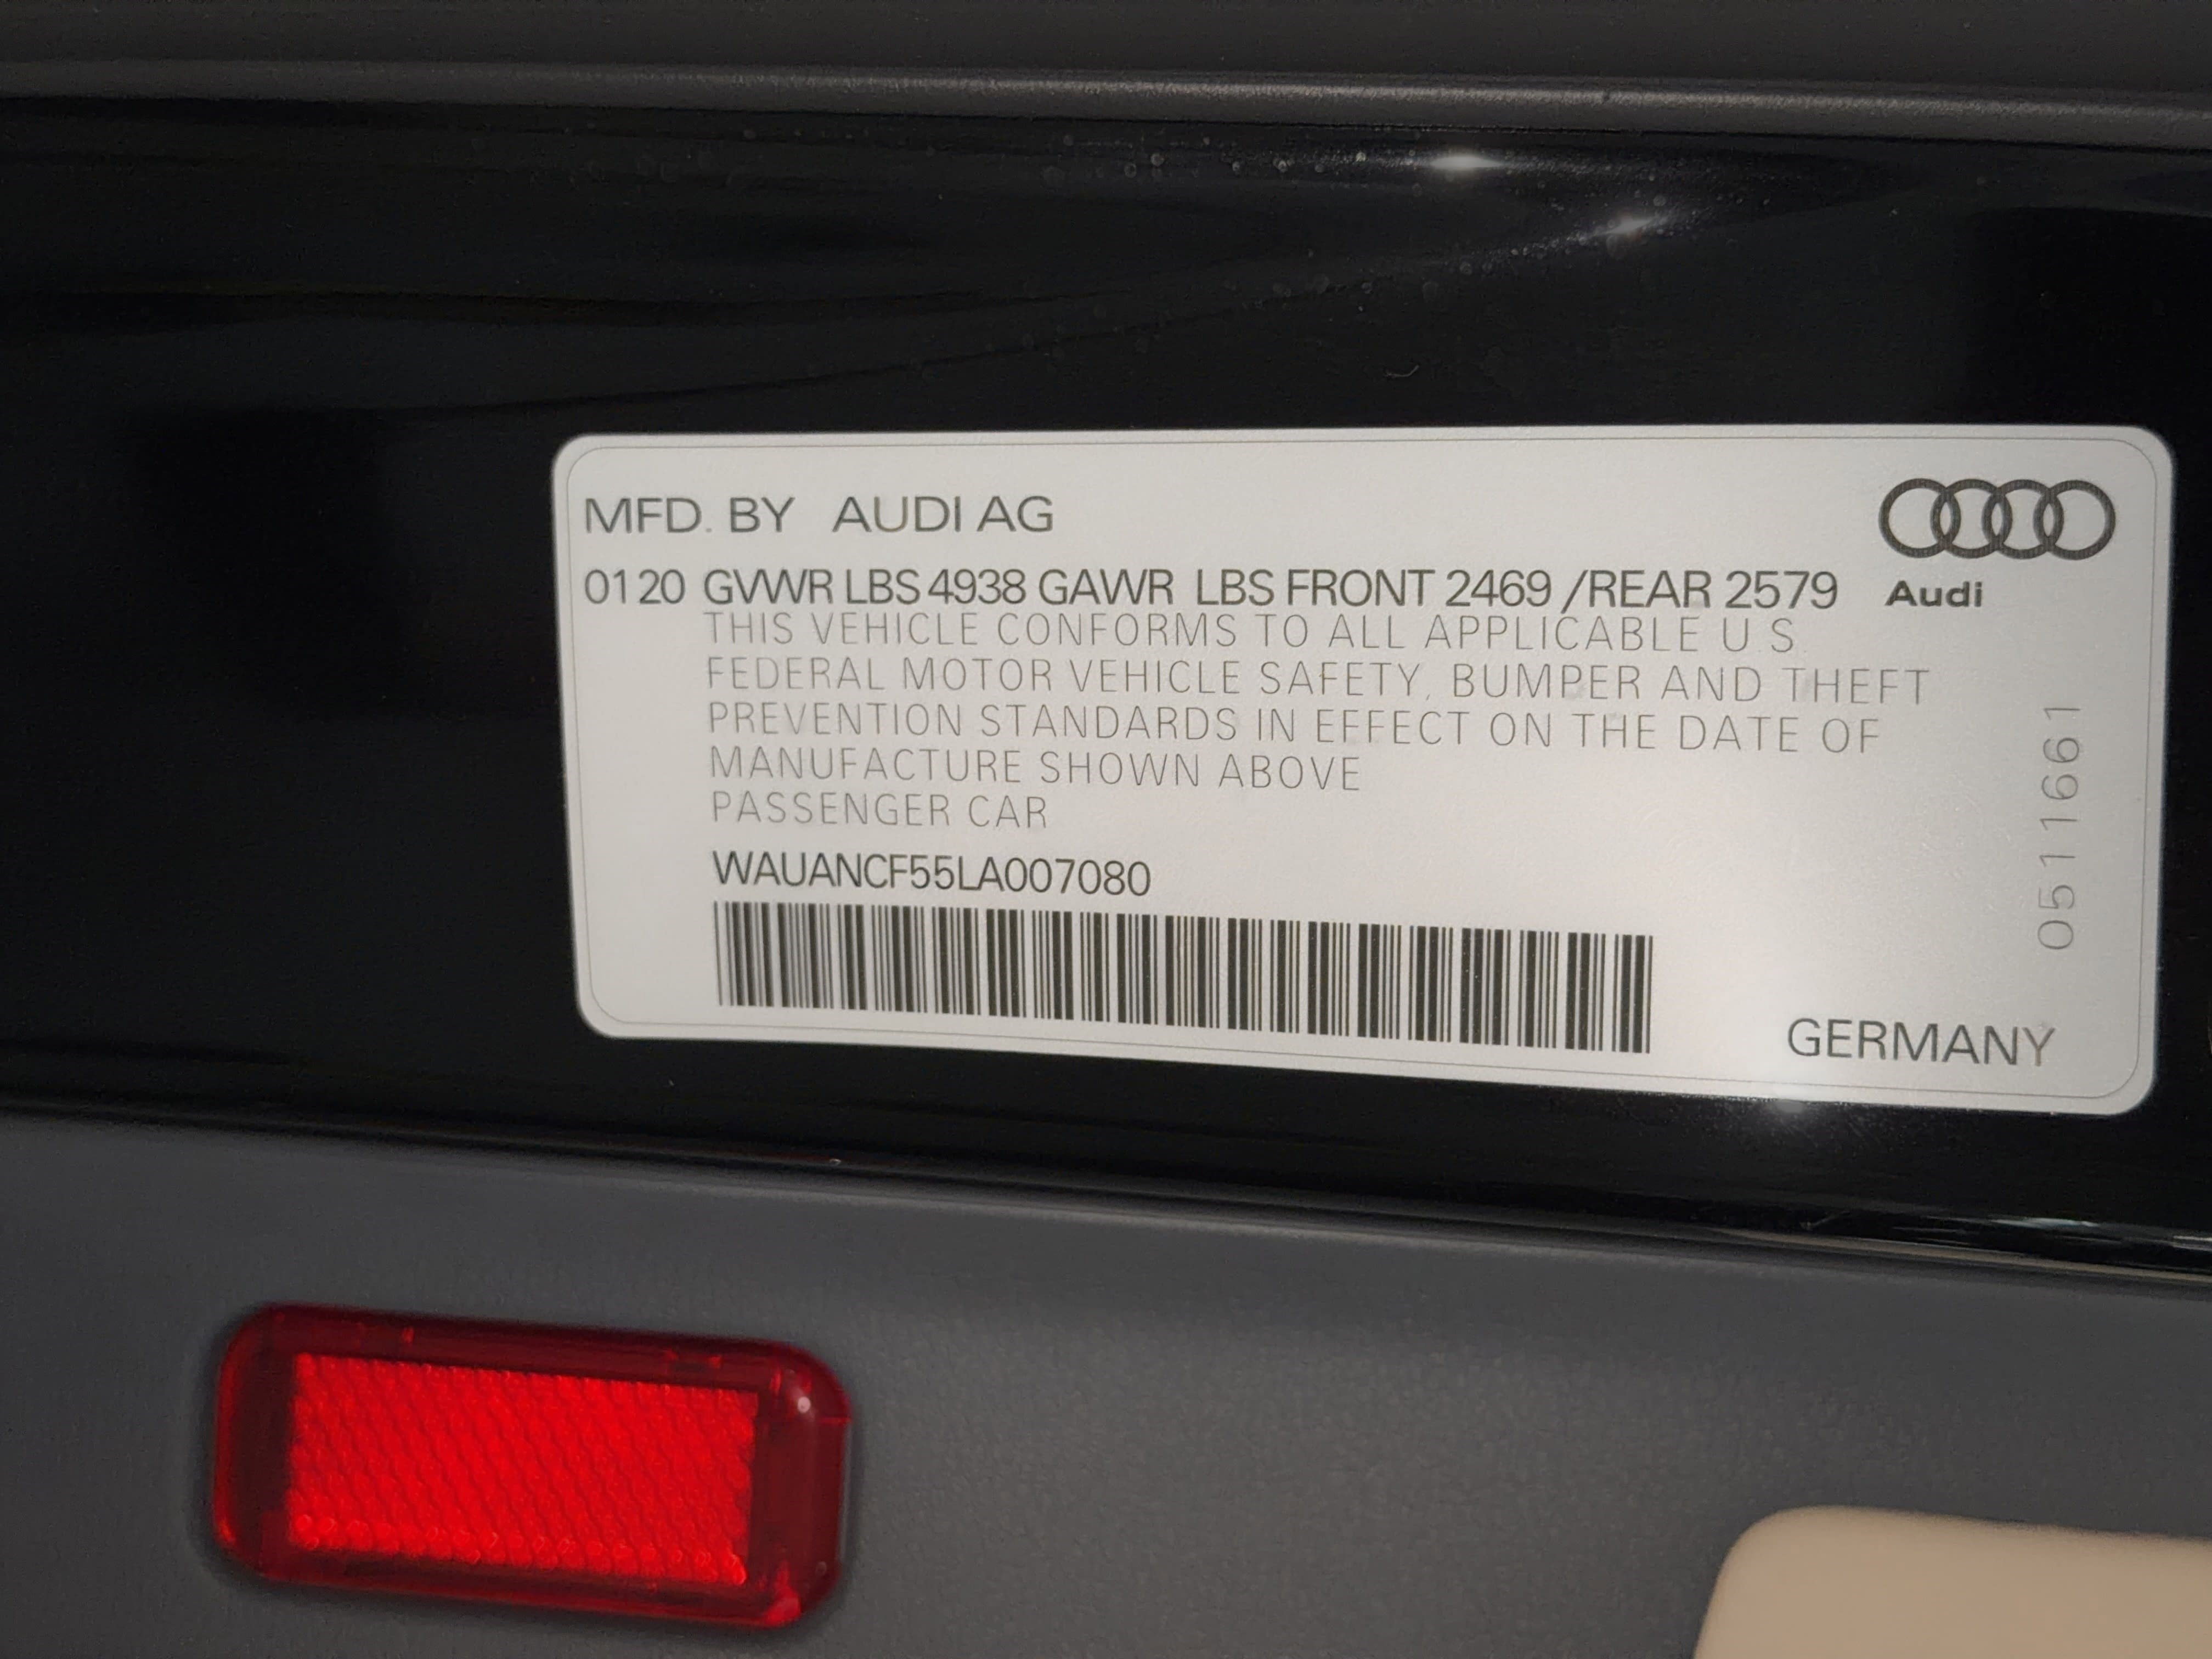 MFD. BY AUDI AG
0120 GVWR LBS 4938 GAWR LBS FRONT 2469 /REAR 2579
Audi
THIS VEHICLE CONFORMS TO ALL APPLICABLE U.S.
FEDERAL MOTOR VEHICLE SAFETY, BUMPER AND THEFT
PREVENTION STANDARDS IN EFFECT ON THE DATE OF
MANUFACTURE SHOWN ABOVE
PASSENGER CAR
WAUANCF55LA007080
GERMANY
0511661